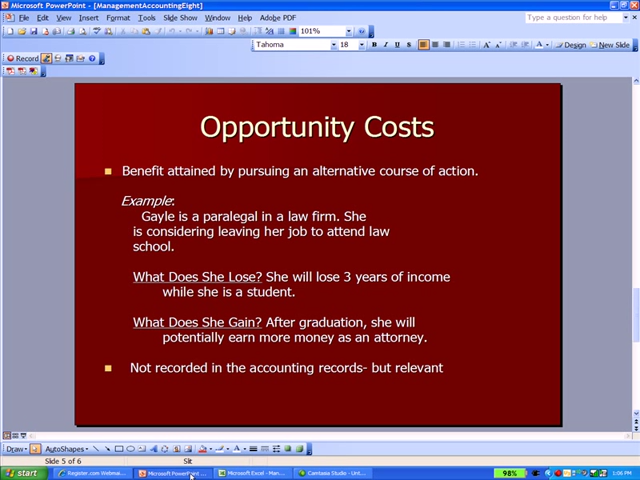 Microsoft PowerPoint - [ManagementAccountingEight]
File Edit View Insert Format Tools Slide Show Window Help Adobe PDF
Type a question for help
101%
Tahoma 18 B I U S A Design New Slide
Record
Opportunity Costs
Benefit attained by pursuing an alternative course of action.
Example:
Gayle is a paralegal in a law firm. She
is considering leaving her job to attend law
school.
What Does She Lose? She will lose 3 years of income
while she is a student.
What Does She Gain? After graduation, she will
potentially earn more money as an attorney.
Not recorded in the accounting records- but relevant
Draw AutoShapes
Slide 5 of 6 Slit
start Register.com Webmai... Microsoft PowerPoint ... Microsoft Excel - Man... Camtasia Studio - Unt... 98% 1:06 PM